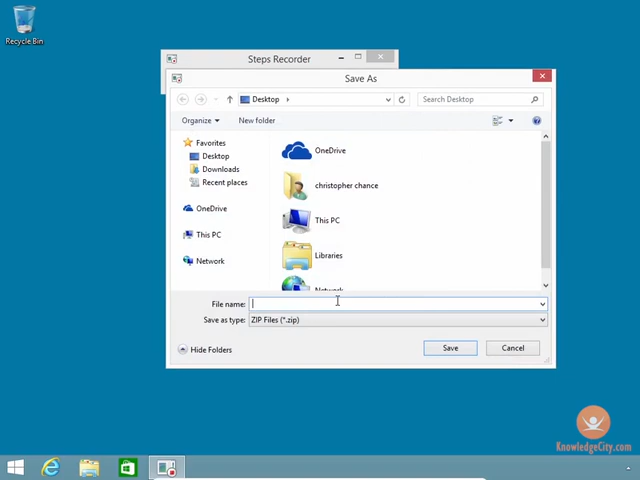 Recycle Bin
Steps Recorder
Save As
Desktop
Search Desktop
Organize
New folder
Favorites
Desktop
Downloads
Recent places
OneDrive
This PC
Network
OneDrive
christopher chance
This PC
Libraries
Network
File name:
Save as type:
ZIP Files (*.zip)
Hide Folders
Save
Cancel
KnowledgeCity.com